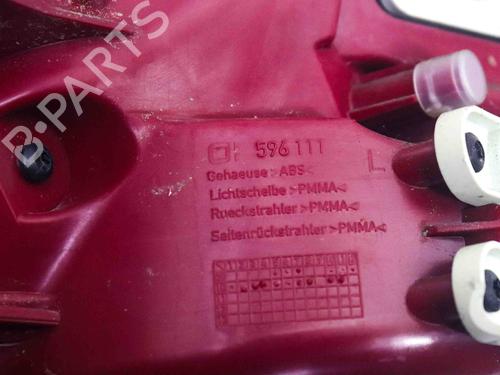 B-PARTS
596 111
L
Gehaeuse >ABS<
Lichtscheibe >PMMA<
Rueckstrahler >PMMA<
Seitenrückstrahler >PMMA<